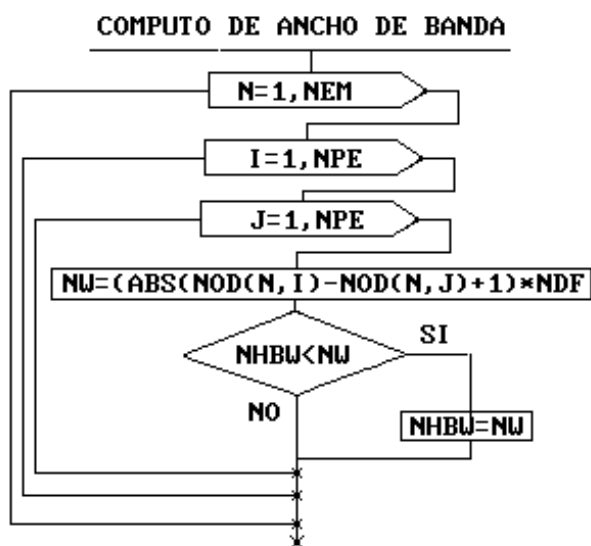 COMPUTO DE ANCHO DE BANDA
N=1,NEM
I=1,NPE
J=1,NPE
NW=(ABS(NOD(N,I)-NOD(N,J)+1)*NDF
NHBW<NW
SI
NO
NHBW=NW